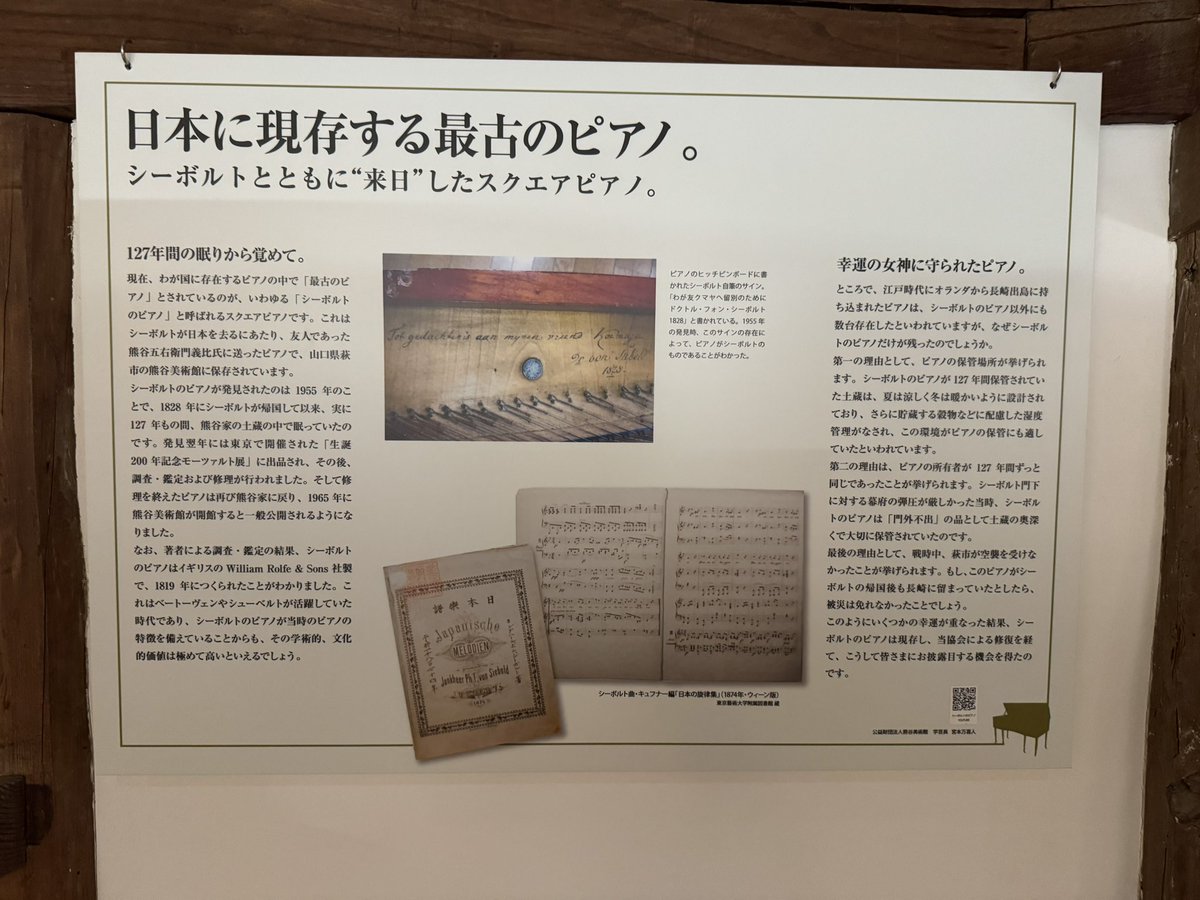 日本に現存する最古のピアノ。
シーボルトとともに“来日”したスクエアピアノ。
127年間の眠りから覚めて。
現在、わが国に存在するピアノの中で「最古のピ
アノ」とされているのが、いわゆる「シーボルト
のピアノ」と呼ばれるスクエアピアノです。これは
シーボルトが日本を去るにあたり、友人であった
熊谷五右衛門義比氏に送ったピアノで、山口県萩
市の熊谷美術館に保存されています。
シーボルトのピアノが発見されたのは 1955 年のこ
とで、1828 年にシーボルトが帰国して以来、実に
127 年もの間、熊谷家の土蔵の中で眠っていたの
です。発見翌年には東京で開催された「生誕
200 年記念モーツァルト展」に出品され、その後、
調査・鑑定および修理が行われました。そして修
理を終えたピアノは再び熊谷家に戻り、1965 年に
熊谷美術館が開館すると一般公開されるようにな
りました。
なお、著者による調査・鑑定の結果、シーボルト
のピアノはイギリスの William Rolfe & Sons 社製
で、1819 年につくられたことがわかりました。こ
れはベートーヴェンやシューベルトが活躍していた
時代であり、シーボルトのピアノが当時のピアノの
特徴を備えていることからも、その学術的、文化
的価値は極めて高いといえるでしょう。
Tot gedachtenis aan mynen vriend
1828.
ピアノのヒッチピンボードに書
かれたシーボルト自筆のサイン。
「わが友クマヤへ留別のために
ドクトル・フォン・シーボルト
1828」と書かれている。1955 年
の発見時、このサインの存在に
よって、ピアノがシーボルトの
ものであることがわかった。
日本樂譜
Japanische
MELODIEN
Jonkheer Ph. F. von Siebold
1874
シーボルト曲・キュフナー編「日本の旋律集」(1874年・ウィーン版)
東京藝術大学附属図書館 蔵
幸運の女神に守られたピアノ。
ところで、江戸時代にオランダから長崎出島に持
ち込まれたピアノは、シーボルトのピアノ以外にも
数台存在したといわれていますが、なぜシーボル
トのピアノだけが残ったのでしょうか。
第一の理由として、ピアノの保管場所が挙げられ
ます。シーボルトのピアノが 127 年間保管されてい
た土蔵は、夏は涼しく冬は暖かいように設計され
ており、さらに貯蔵する穀物などに配慮した湿度
管理がなされ、この環境がピアノの保管にも適し
ていたといわれています。
第二の理由は、ピアノの所有者が 127 年間ずっと
同じであったことが挙げられます。シーボルト門下
に対する幕府の弾圧が厳しかった当時、シーボル
トのピアノは「門外不出」の品として土蔵の奥深
くで大切に保管されていたのです。
最後の理由として、戦時中、萩市が空襲を受けな
かったことが挙げられます。もし、このピアノがシー
ボルトの帰国後も長崎に留まっていたとしたら、
被災は免れなかったことでしょう。
このようにいくつかの幸運が重なった結果、シー
ボルトのピアノは現存し、当協会による修復を経
て、こうして皆さまにお披露目する機会を得たの
です。
公益財団法人熊谷美術館 学芸員 宮本万喜人